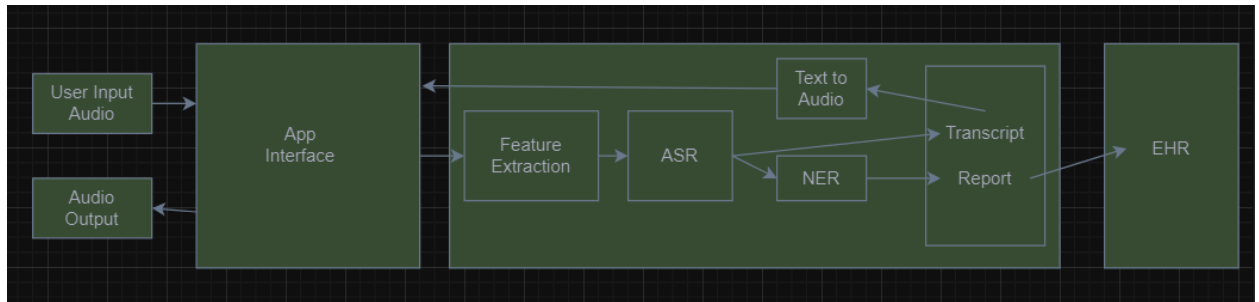 User Input
Audio
Audio
Output
App
Interface
Feature
Extraction
ASR
Text to
Audio
NER
Transcript
Report
EHR